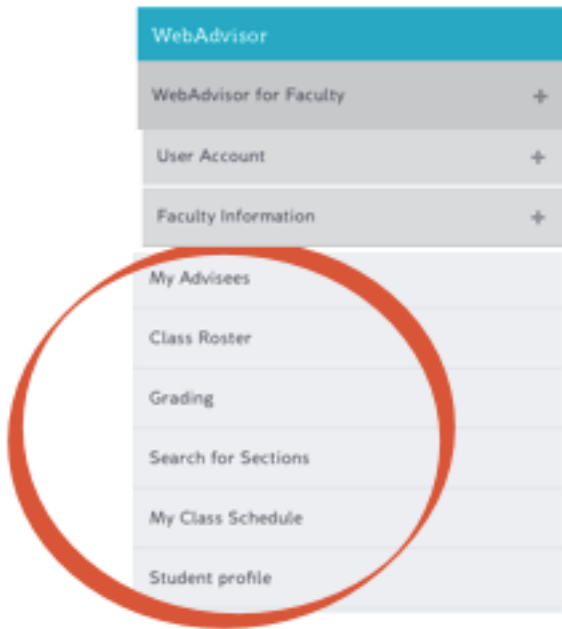 WebAdvisor
WebAdvisor for Faculty +
User Account +
Faculty Information +
My Advisees
Class Roster
Grading
Search for Sections
My Class Schedule
Student profile